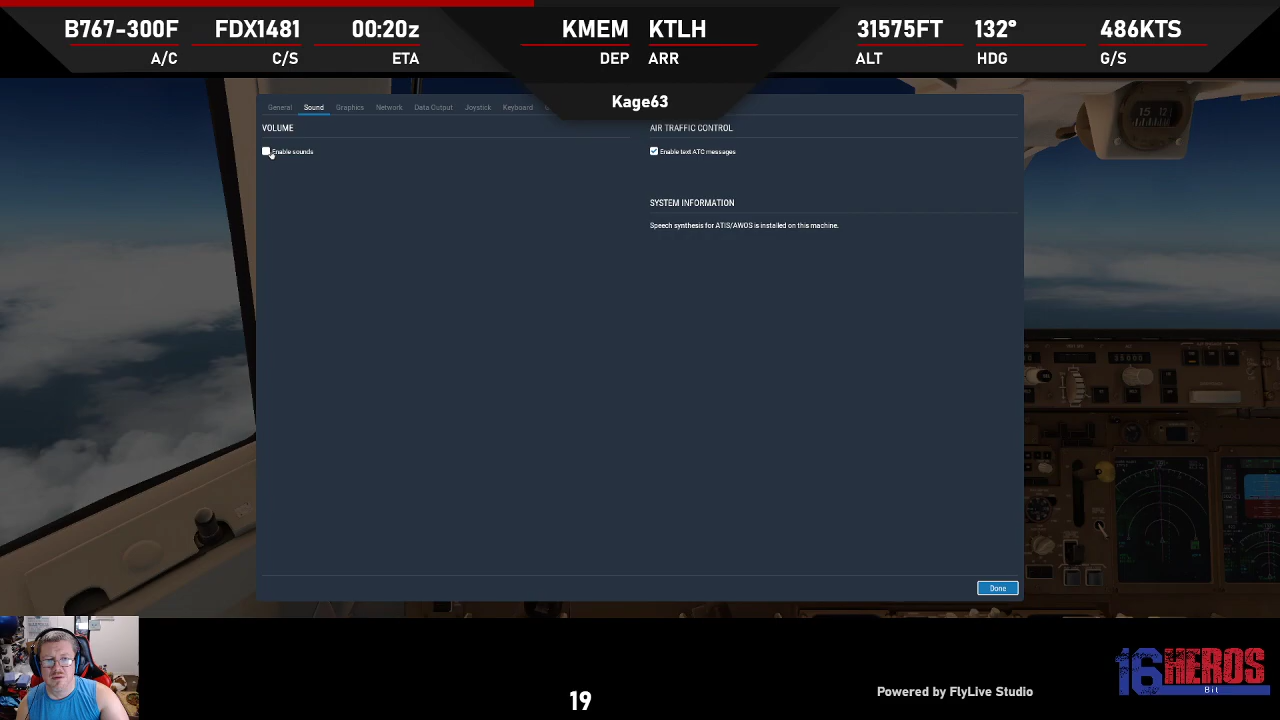 B767-300F
A/C
FDX1481
C/S
00:20z
ETA
KMEM
DEP
KTLH
ARR
31575FT
ALT
132°
HDG
486KTS
G/S
Kage63
General Sound Graphics Network Data Output Joystick Keyboard
VOLUME
Enable sounds
AIR TRAFFIC CONTROL
Enable text ATC messages
SYSTEM INFORMATION
Speech synthesis for ATIS/AWOS is installed on this machine.
Done
19
Powered by FlyLive Studio
16 HEROS
Bit